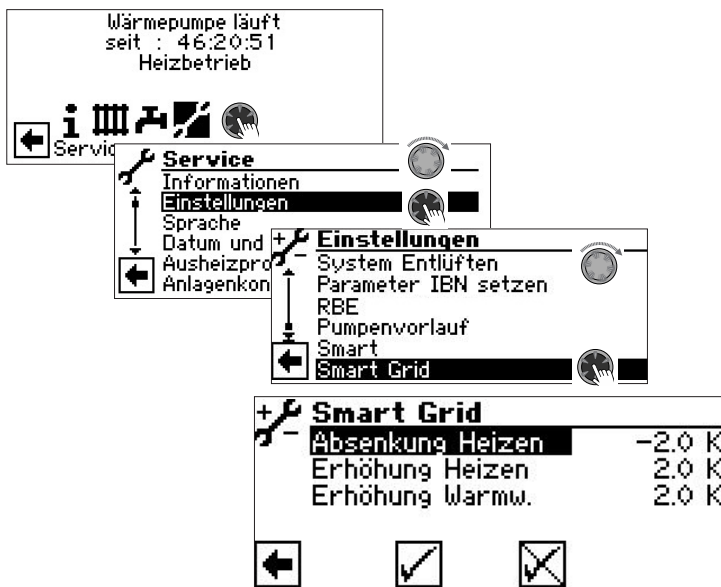 Wärmepumpe läuft
seit : 46:20:51
Heizbetrieb
Servic
Service
Informationen
Einstellungen
Sprache
Datum und
Ausheizpro
Anlagenkon
Einstellungen
System Entlüften
Parameter IBN setzen
RBE
Pumpenvorlauf
Smart
Smart Grid
Smart Grid
Absenkung Heizen -2.0 K
Erhöhung Heizen 2.0 K
Erhöhung Warmw. 2.0 K